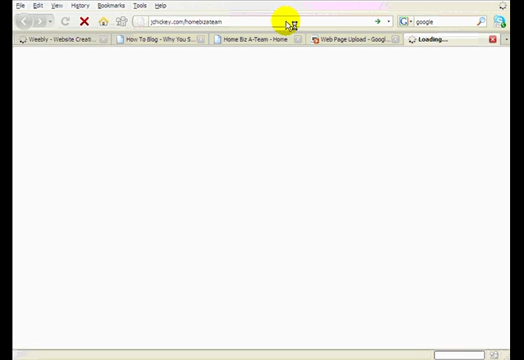 File Edit View History Bookmarks Tools Help
jchickey.com/homebizateam
google
Weebly - Website Creati... How To Blog - Why You S... Home Biz A-Team - Home Web Page Upload - Googl... Loading...